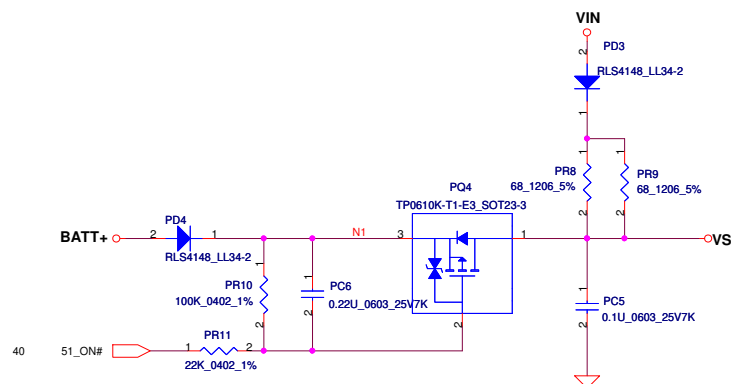 VIN
2
PD3
RLS4148_LL34-2
1
1
1
PR8
68_1206_5%
PR9
68_1206_5%
2
2
PQ4
TP0610K-T1-E3_SOT23-3
BATT+
2
PD4
1
RLS4148_LL34-2
N1
3
1
VS
1
PR10
100K_0402_1%
2
1
PC6
0.22U_0603_25V7K
2
2
1
PC5
0.1U_0603_25V7K
2
40
51_ON#
1
PR11
2
22K_0402_1%